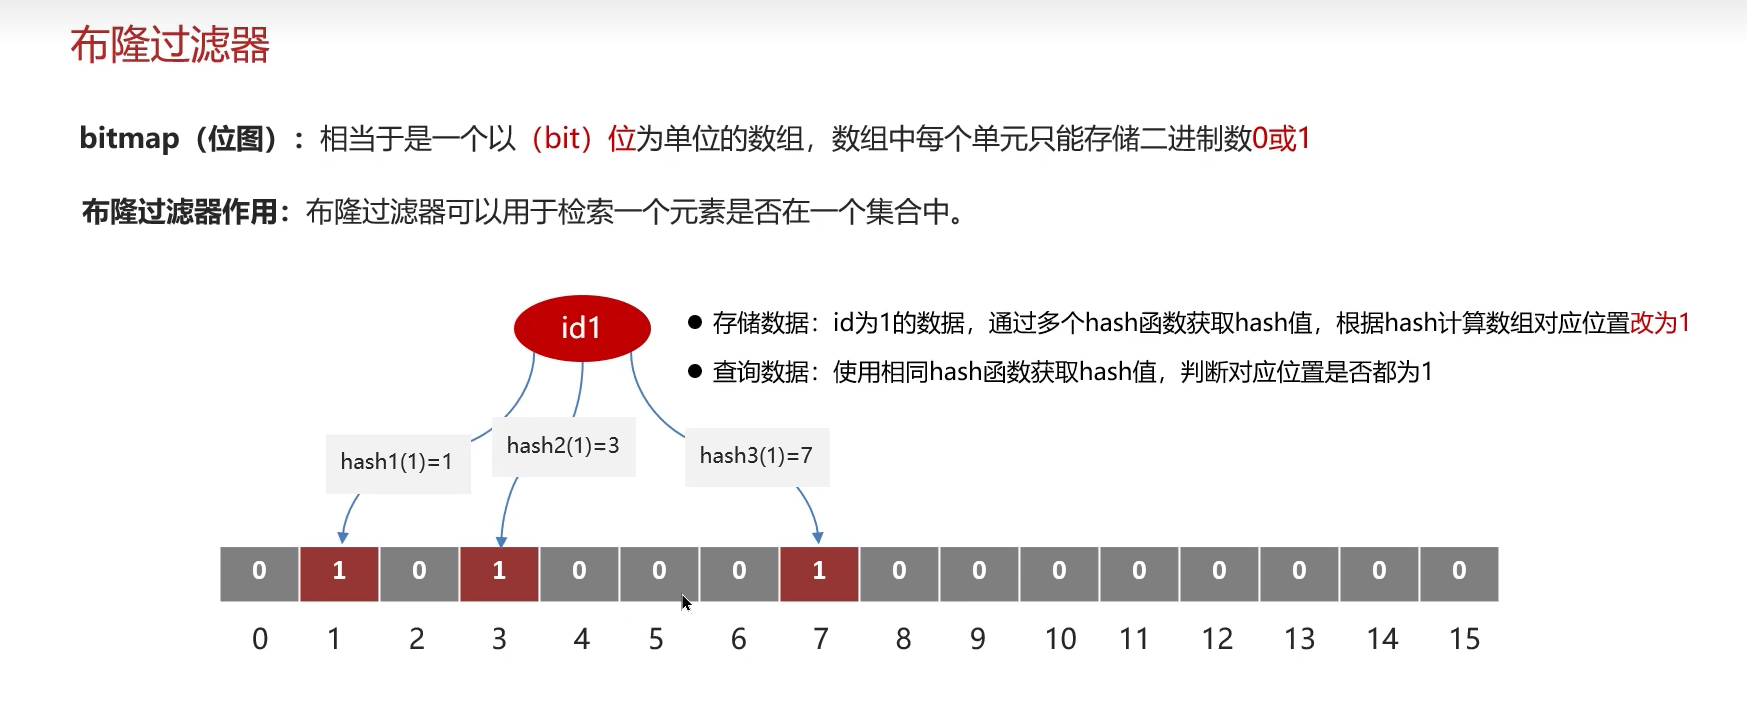 布隆过滤器
bitmap（位图）：相当于是一个以（bit）位为单位的数组，数组中每个单元只能存储二进制数0或1
布隆过滤器作用：布隆过滤器可以用于检索一个元素是否在一个集合中。
id1
● 存储数据：id为1的数据，通过多个hash函数获取hash值，根据hash计算数组对应位置改为1
● 查询数据：使用相同hash函数获取hash值，判断对应位置是否都为1
hash1(1)=1
hash2(1)=3
hash3(1)=7
0 1 0 1 0 0 0 1 0 0 0 0 0 0 0 0
0 1 2 3 4 5 6 7 8 9 10 11 12 13 14 15